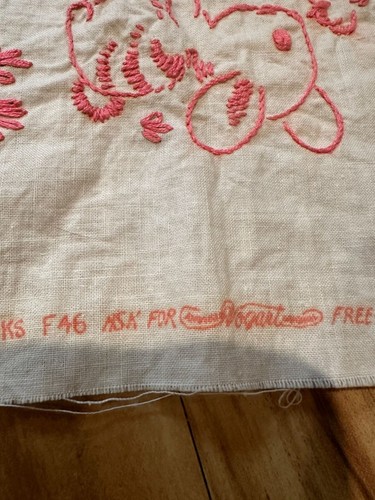 KS F46 ASK FOR Vogart FREE